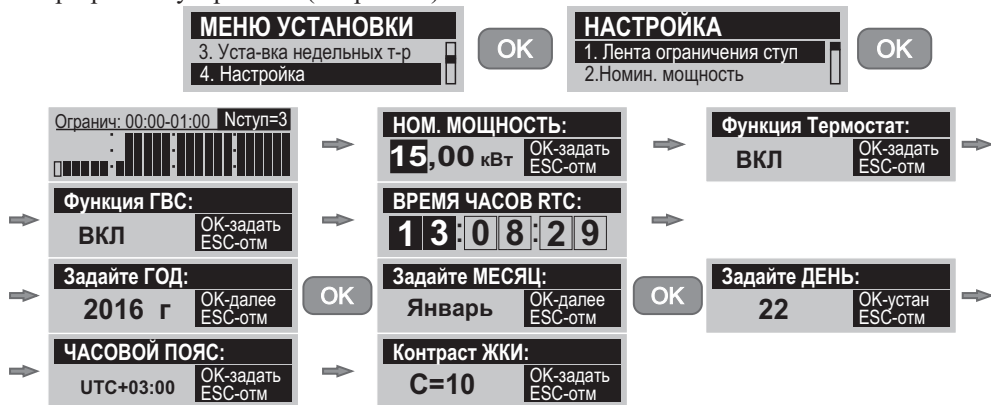 МЕНЮ УСТАНОВКИ
3. Уста-вка недельных т-р
4. Настройка
OK
НАСТРОЙКА
1. Лента ограничения ступ
2.Номин. мощность
OK
Огранич: 00:00-01:00 Nступ=3
НОМ. МОЩНОСТЬ:
15,00 кВт
OK-задать
ESC-отм
Функция Термостат:
ВКЛ
OK-задать
ESC-отм
Функция ГВС:
ВКЛ
OK-задать
ESC-отм
ВРЕМЯ ЧАСОВ RTC:
13:08:29
Задайте ГОД:
2016 г
OK-далее
ESC-отм
OK
Задайте МЕСЯЦ:
Январь
OK-далее
ESC-отм
OK
Задайте ДЕНЬ:
22
OK-устан
ESC-отм
ЧАСОВОЙ ПОЯС:
UTC+03:00
OK-задать
ESC-отм
Контраст ЖКИ:
C=10
OK-задать
ESC-отм